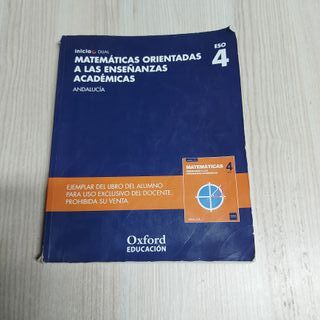 inicia DUAL
MATEMÁTICAS ORIENTADAS
A LAS ENSEÑANZAS
ACADÉMICAS
ANDALUCÍA
ESO
4
EJEMPLAR DEL LIBRO DEL ALUMNO
PARA USO EXCLUSIVO DEL DOCENTE.
PROHIBIDA SU VENTA
MATEMÁTICAS
4
Oxford
EDUCACIÓN